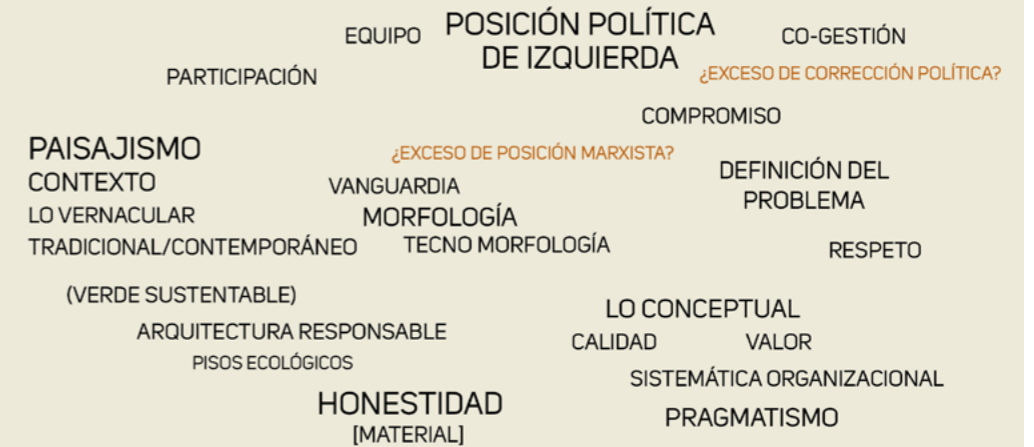 EQUIPO
POSICIÓN POLÍTICA
DE IZQUIERDA
CO-GESTIÓN
PARTICIPACIÓN
¿EXCESO DE CORRECCIÓN POLÍTICA?
COMPROMISO
PAISAJISMO
¿EXCESO DE POSICIÓN MARXISTA?
DEFINICIÓN DEL
PROBLEMA
CONTEXTO
VANGUARDIA
LO VERNACULAR
MORFOLOGÍA
TRADICIONAL/CONTEMPORÁNEO
TECNO MORFOLOGÍA
RESPETO
(VERDE SUSTENTABLE)
LO CONCEPTUAL
ARQUITECTURA RESPONSABLE
CALIDAD
VALOR
PISOS ECOLÓGICOS
SISTEMÁTICA ORGANIZACIONAL
HONESTIDAD
[MATERIAL]
PRAGMATISMO